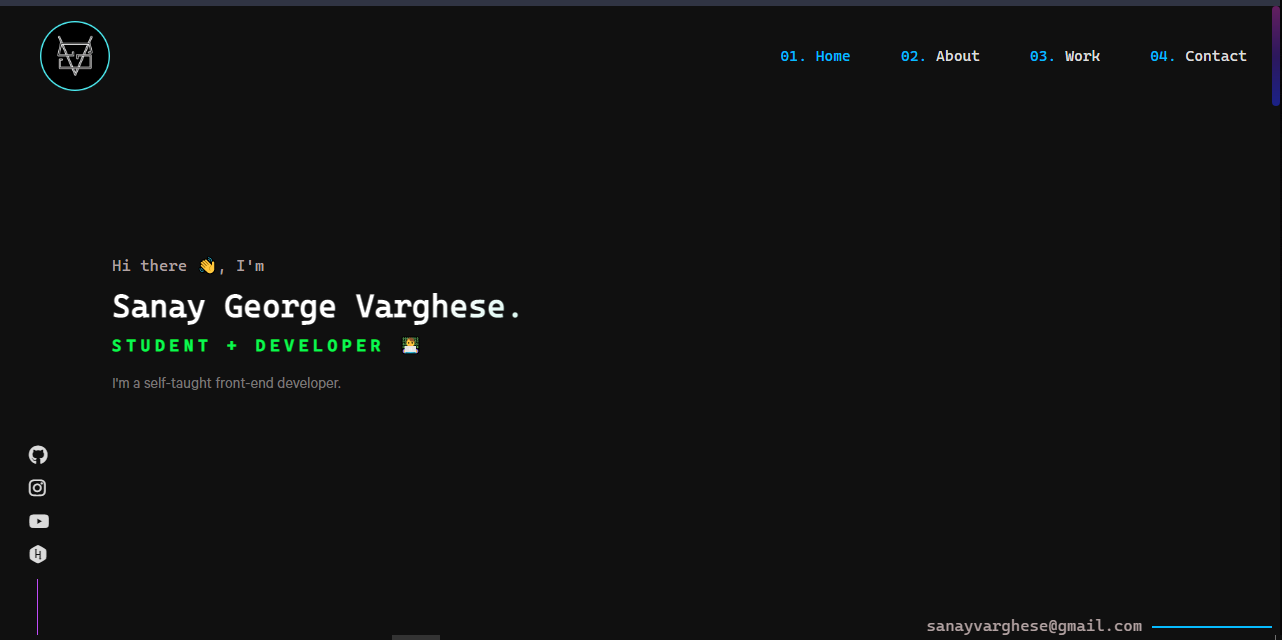 01. Home 02. About 03. Work 04. Contact
Hi there 👋, I'm
Sanay George Varghese.
STUDENT + DEVELOPER 👨‍💻
I'm a self-taught front-end developer.
sanayvarghese@gmail.com